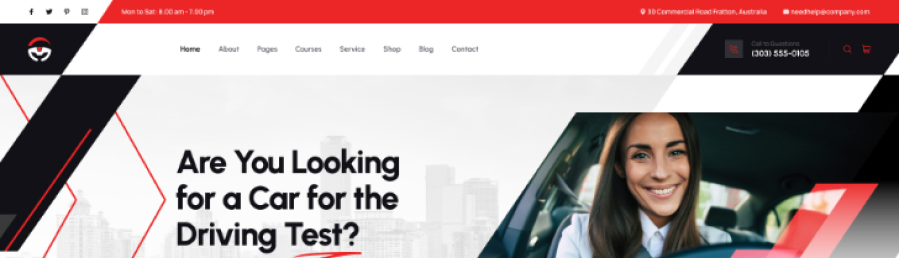 Mon to Sat: 8.00 am - 7.00 pm
30 Commercial Road Fratton, Australia
needhelp@company.com
Home About Pages Courses Service Shop Blog Contact
Call to Questions
(303) 555-0105
Are You Looking
for a Car for the
Driving Test?